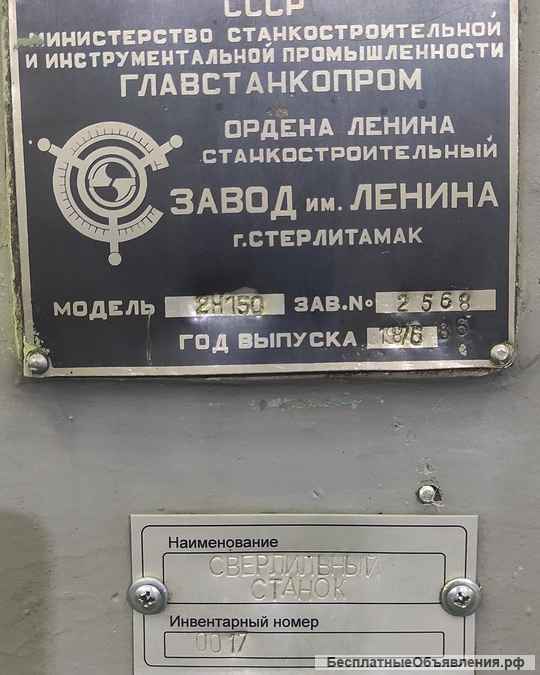 СССР
МИНИСТЕРСТВО СТАНКОСТРОИТЕЛЬНОЙ
И ИНСТРУМЕНТАЛЬНОЙ ПРОМЫШЛЕННОСТИ
ГЛАВСТАНКОПРОМ
ОРДЕНА ЛЕНИНА
СТАНКОСТРОИТЕЛЬНЫЙ
ЗАВОД им. ЛЕНИНА
г. СТЕРЛИТАМАК
МОДЕЛЬ 2Н150 ЗАВ.№ 2568
ГОД ВЫПУСКА
Наименование
СВЕРЛИЛЬНЫЙ
СТАНОК
Инвентарный номер
0017
БесплатныеОбъявления.рф